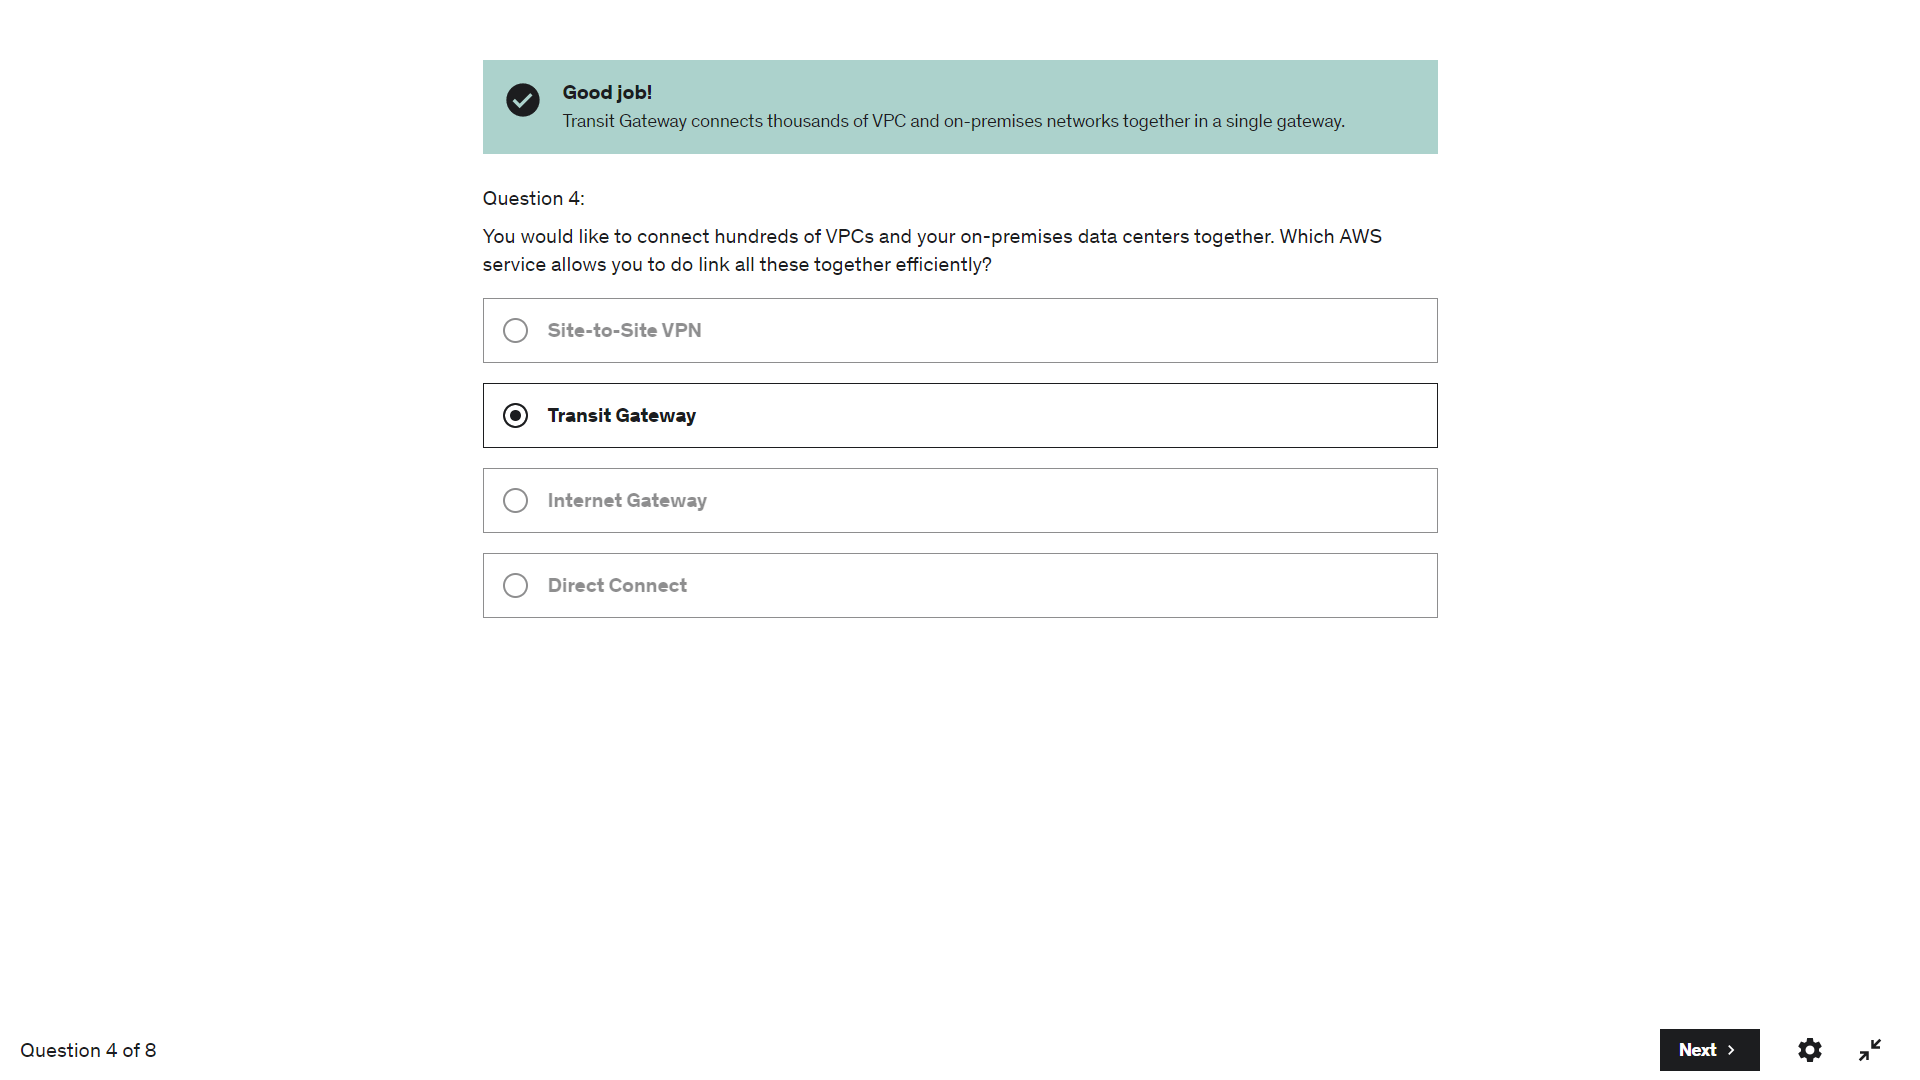 Good job!
Transit Gateway connects thousands of VPC and on-premises networks together in a single gateway.
Question 4:
You would like to connect hundreds of VPCs and your on-premises data centers together. Which AWS
service allows you to do link all these together efficiently?
Site-to-Site VPN
Transit Gateway
Internet Gateway
Direct Connect
Question 4 of 8
Next